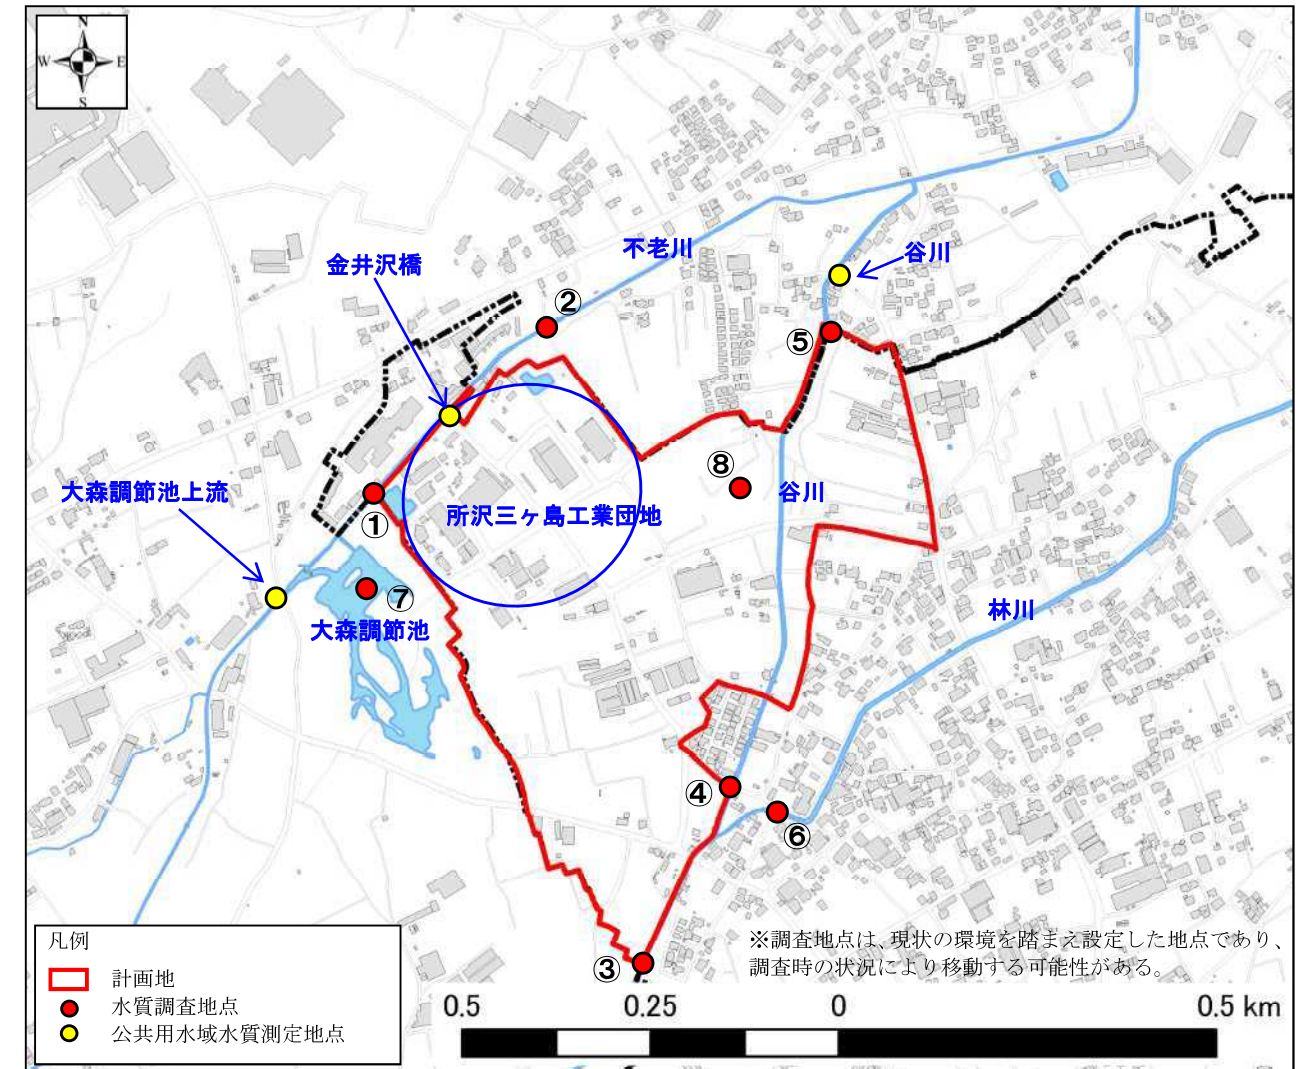 N
W E
S
不老川
谷川
金井沢橋
②
⑤
⑧
谷川
大森調節池上流
所沢三ヶ島工業団地
①
⑦
大森調節池
林川
④
⑥
③
※調査地点は、現状の環境を踏まえ設定した地点であり、
調査時の状況により移動する可能性がある。
凡例
計画地
水質調査地点
公共用水域水質測定地点
0.5 0.25 0 0.5 km